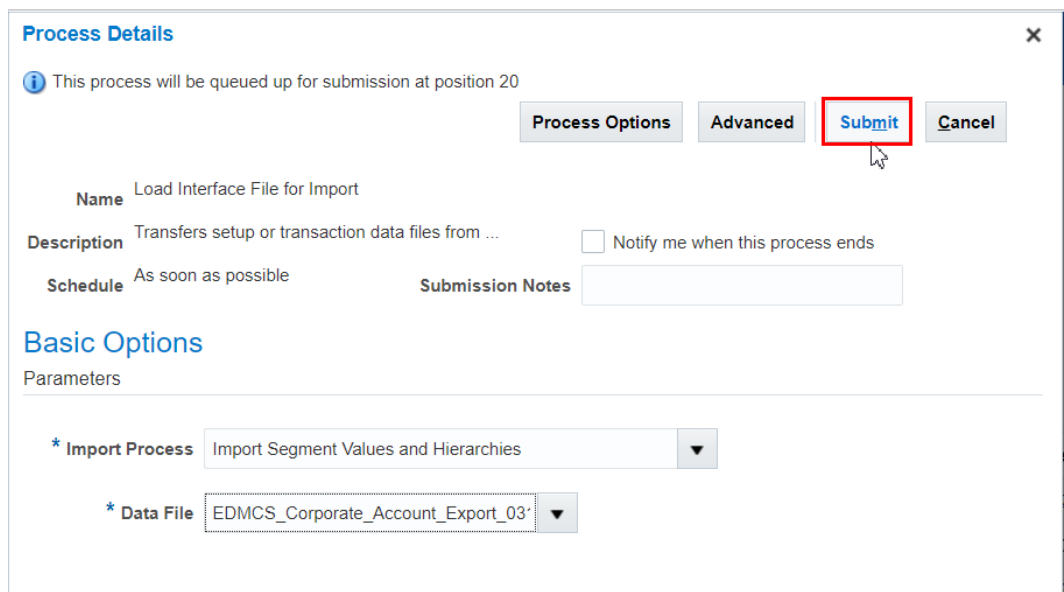 Process Details
This process will be queued up for submission at position 20
Process Options Advanced Submit Cancel
Name Load Interface File for Import
Description Transfers setup or transaction data files from ...
Notify me when this process ends
Schedule As soon as possible
Submission Notes
Basic Options
Parameters
* Import Process Import Segment Values and Hierarchies
* Data File EDMCS_Corporate_Account_Export_03